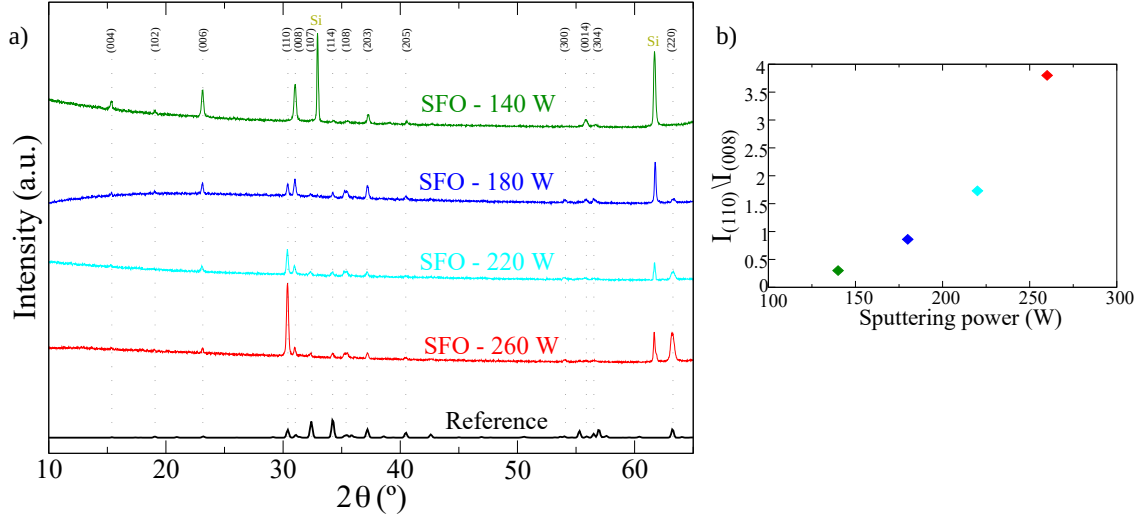 a)
Intensity (a.u.)
(004)
(102)
(006)
(110)
(008)
(107)
Si
(114)
(108)
(203)
(205)
(300)
(0014)
(304)
Si
(220)
SFO - 140 W
SFO - 180 W
SFO - 220 W
SFO - 260 W
Reference
10 20 30 40 50 60
2θ (º)
b)
I(110)\I(008)
4
3.5
3
2.5
2
1.5
1
0.5
0
100 150 200 250 300
Sputtering power (W)